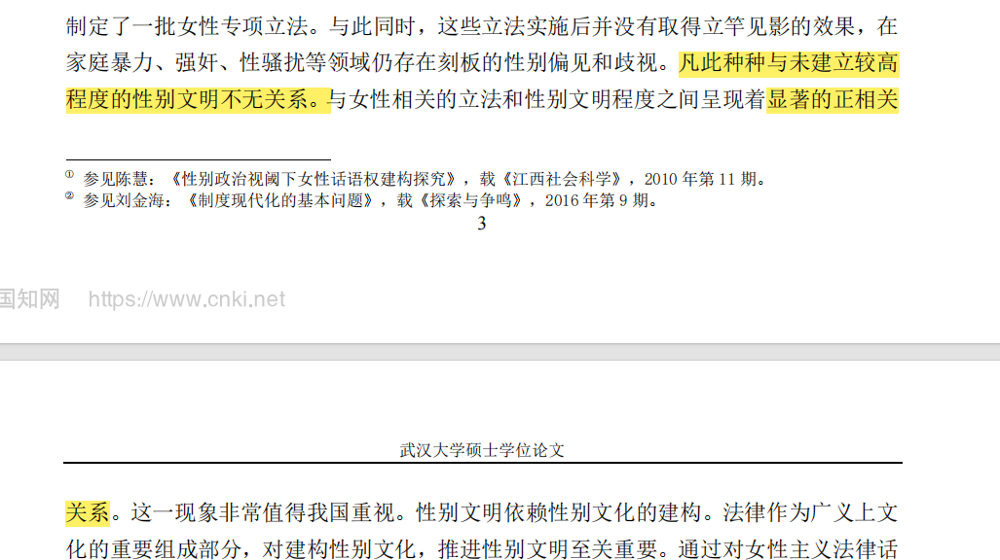 制定了一批女性专项立法。与此同时，这些立法实施后并没有取得立竿见影的效果，在
家庭暴力、强奸、性骚扰等领域仍存在刻板的性别偏见和歧视。凡此种种与未建立较高
程度的性别文明不无关系。与女性相关的立法和性别文明程度之间呈现着显著的正相关
① 参见陈慧：《性别政治视阈下女性话语权建构探究》，载《江西社会科学》，2010 年第 11 期。
② 参见刘金海：《制度现代化的基本问题》，载《探索与争鸣》，2016 年第 9 期。
3
国知网 https://www.cnki.net
武汉大学硕士学位论文
关系。这一现象非常值得我国重视。性别文明依赖性别文化的建构。法律作为广义上文
化的重要组成部分，对建构性别文化，推进性别文明至关重要。通过对女性主义法律话